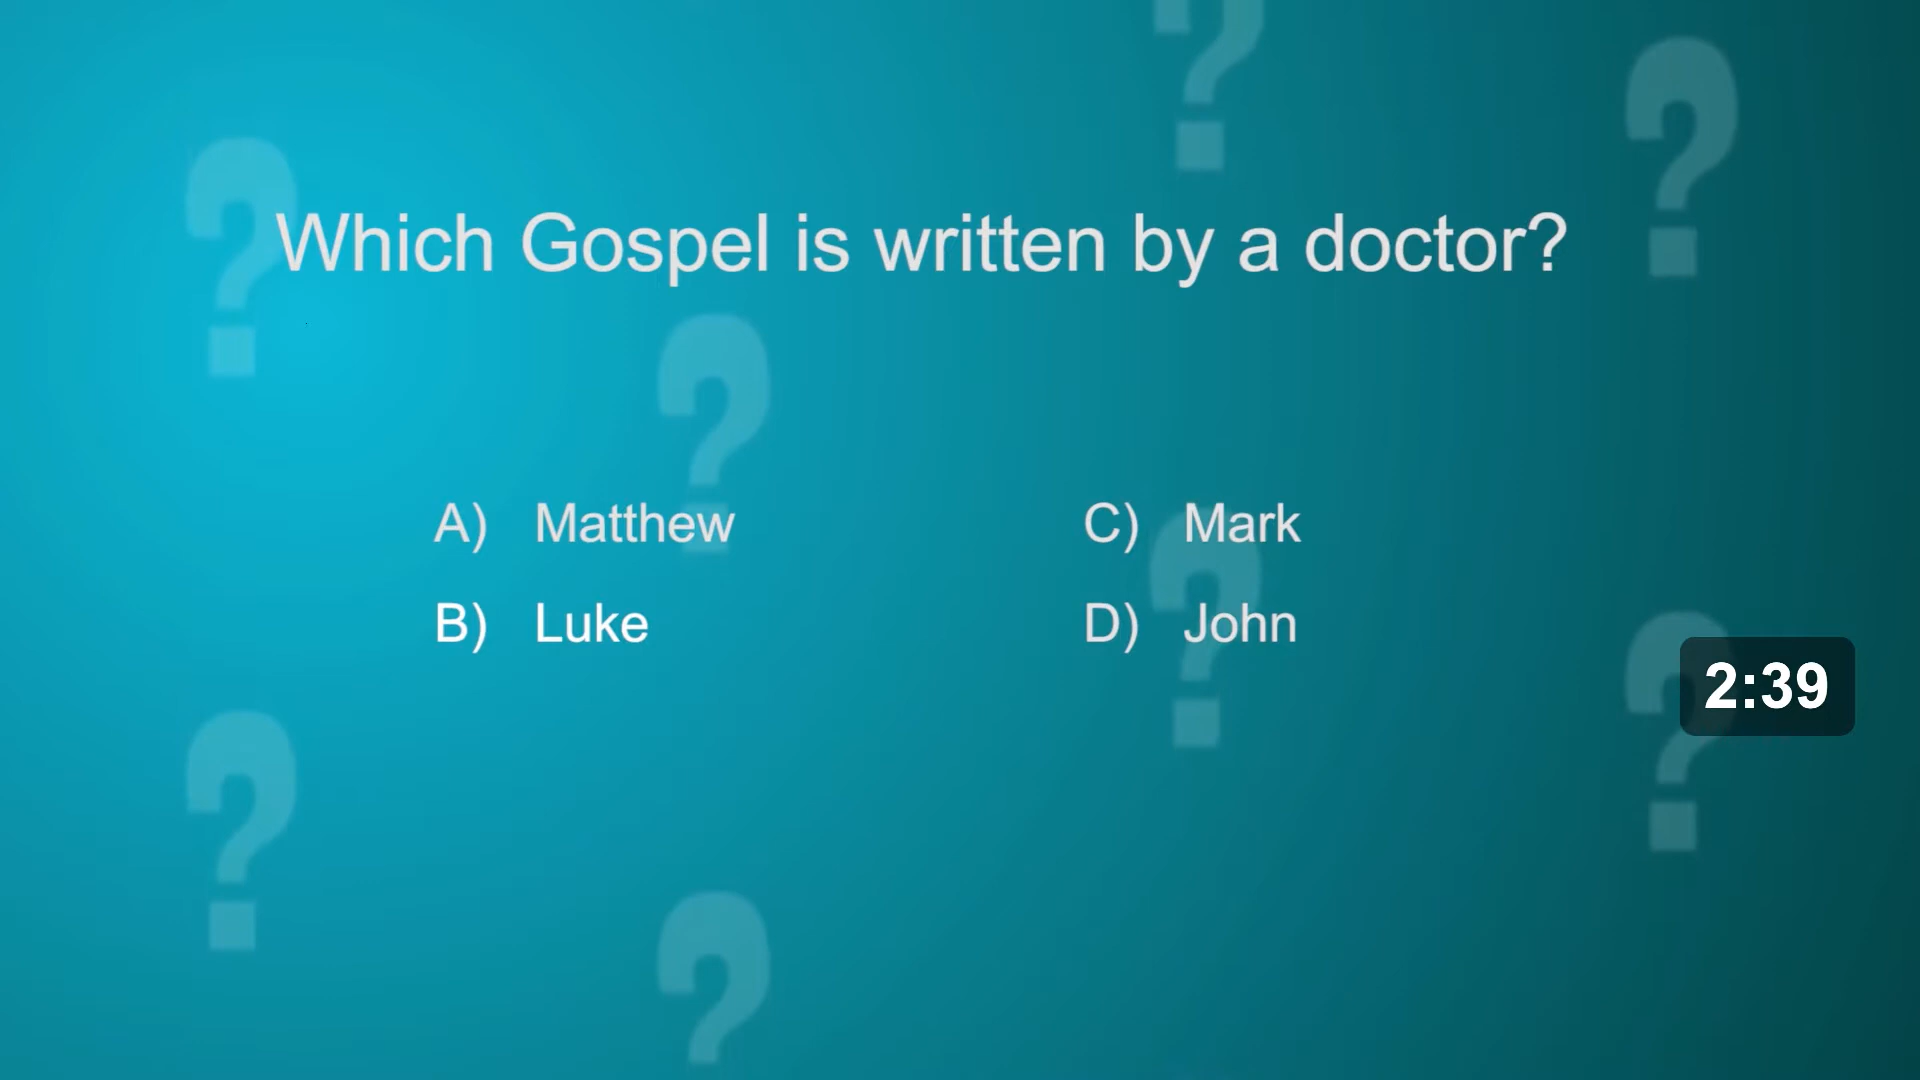 Which Gospel is written by a doctor?
A) Matthew
B) Luke
C) Mark
D) John
2:39